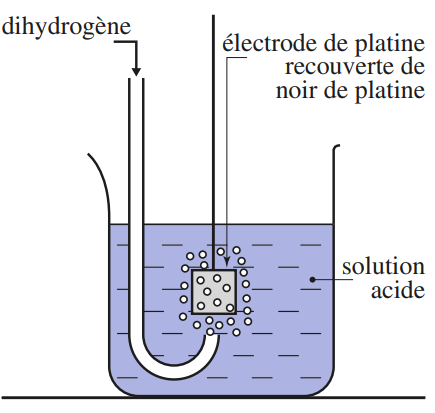 dihydrogène
électrode de platine
recouverte de
noir de platine
solution
acide